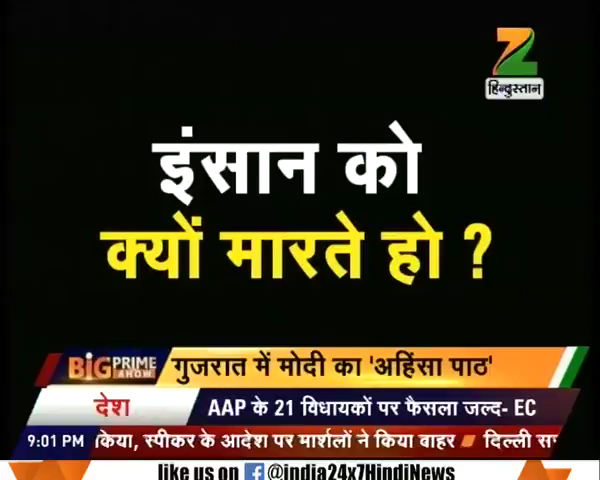 हिन्दुस्तान
इंसान को
क्यों मारते हो ?
BIG PRIME SHOW
गुजरात में मोदी का 'अहिंसा पाठ'
देश
AAP के 21 विधायकों पर फैसला जल्द- EC
9:01 PM किया, स्पीकर के आदेश पर मार्शलों ने किया बाहर दिल्ली
like us on f @india24x7HindiNews